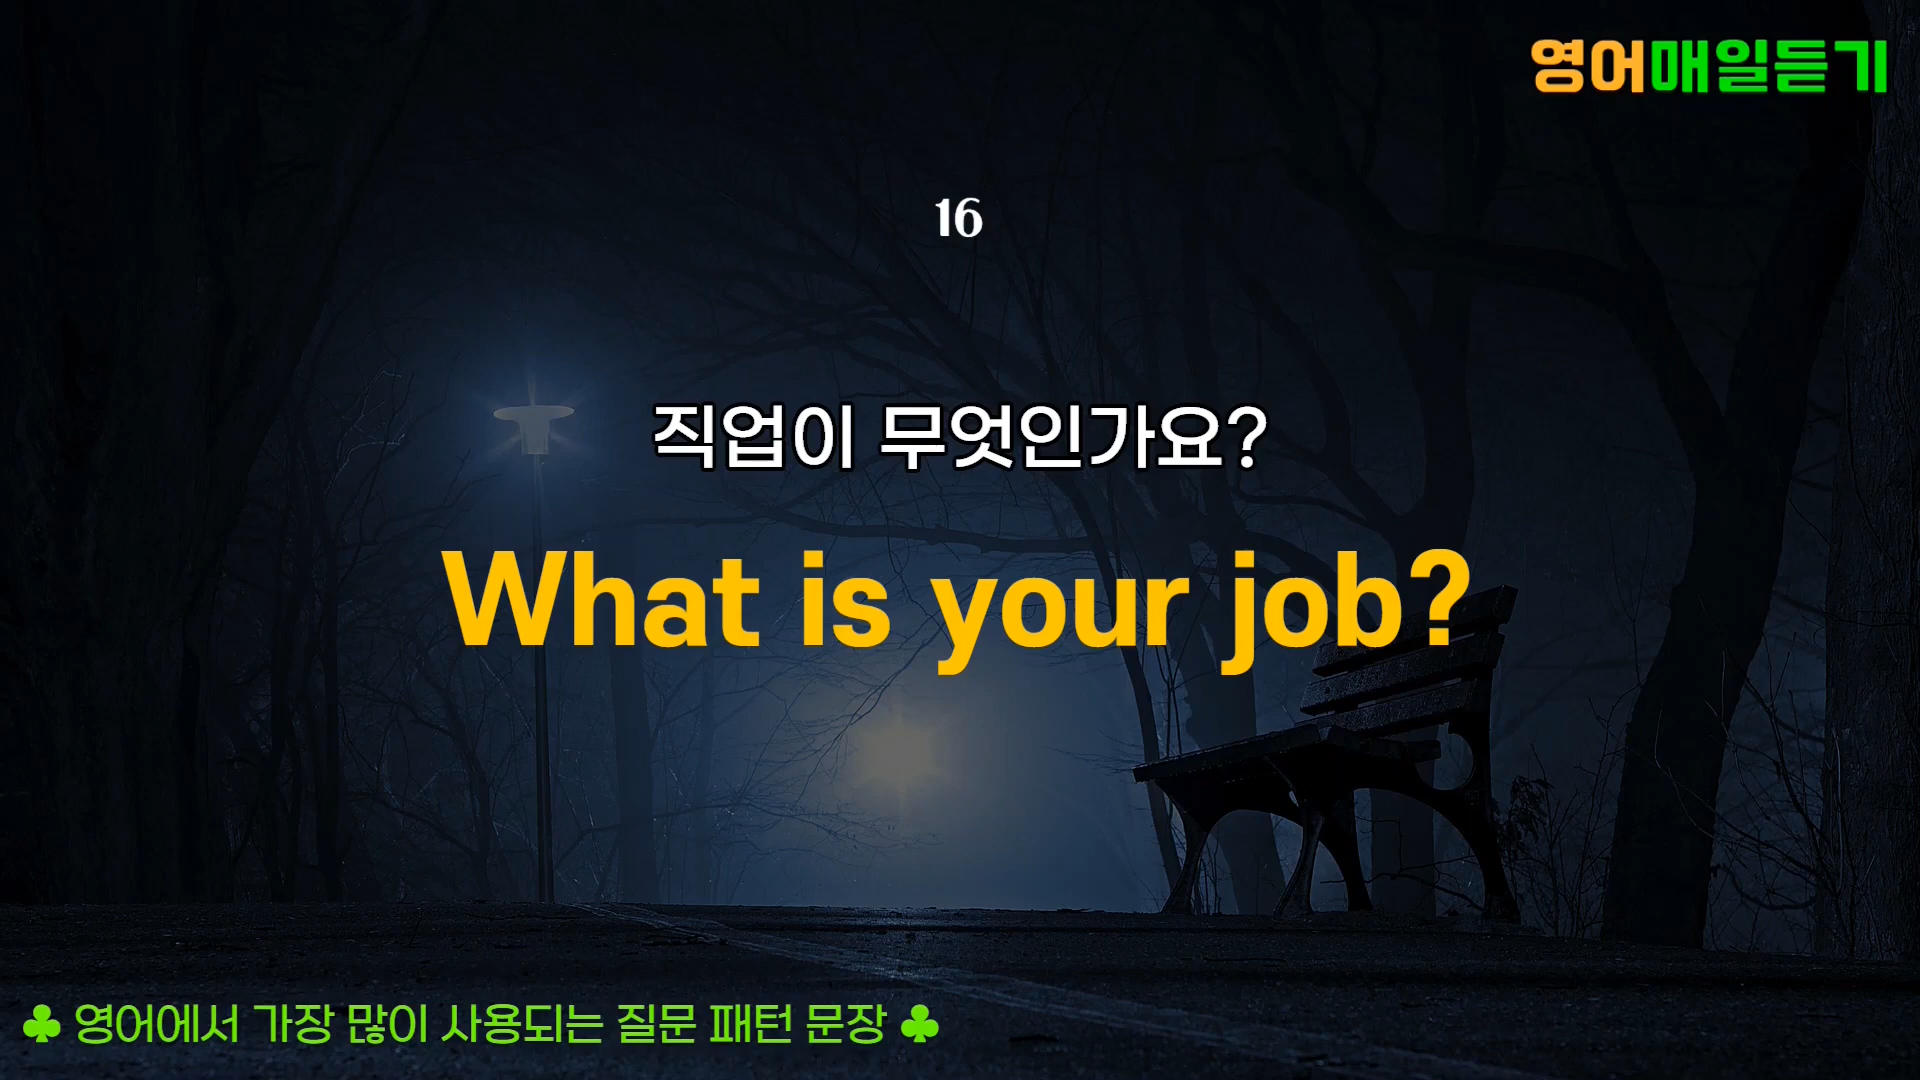 영어매일듣기
16
직업이 무엇인가요?
What is your job?
♣ 영어에서 가장 많이 사용되는 질문 패턴 문장 ♣